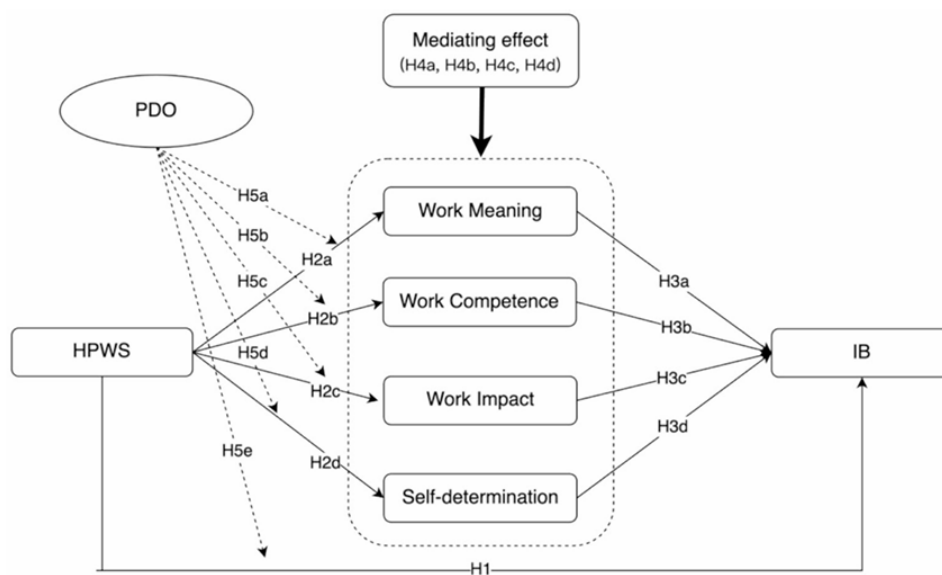 Mediating effect
(H4a, H4b, H4c, H4d)
PDO
H5a
Work Meaning
H5b
H2a
H5c
H3a
Work Competence
H2b
H3b
HPWS
H5d
IB
H2c
H3c
Work Impact
H3d
H5e
H2d
Self-determination
H1